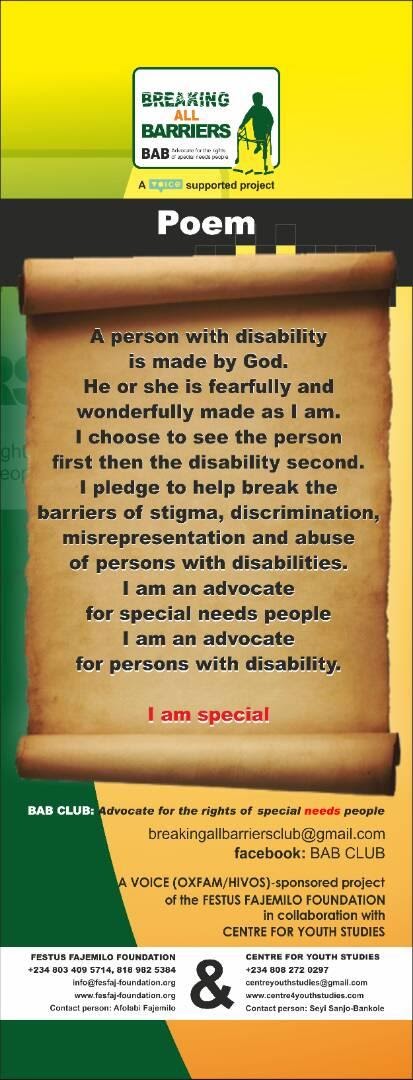 BREAKING
ALL
BARRIERS
BAB Advocate for the rights
of special needs people
A VOICE supported project
Poem
A person with disability
is made by God.
He or she is fearfully and
wonderfully made as I am.
I choose to see the person
first then the disability second.
I pledge to help break the
barriers of stigma, discrimination,
misrepresentation and abuse
of persons with disabilities.
I am an advocate
for special needs people
I am an advocate
for persons with disability.
I am special
BAB CLUB: Advocate for the rights of special needs people
breakingallbarriersclub@gmail.com
facebook: BAB CLUB
A VOICE (OXFAM/HIVOS)-sponsored project
of the FESTUS FAJEMILO FOUNDATION
in collaboration with
CENTRE FOR YOUTH STUDIES
FESTUS FAJEMILO FOUNDATION
+234 803 409 5714, 818 982 5384
info@fesfaj-foundation.org
www.fesfaj-foundation.org
Contact person: Afolabi Fajemilo
&
CENTRE FOR YOUTH STUDIES
+234 808 272 0297
centreyouthstudies@gmail.com
www.centre4youthstudies.com
Contact person: Seyi Sanjo-Bankole